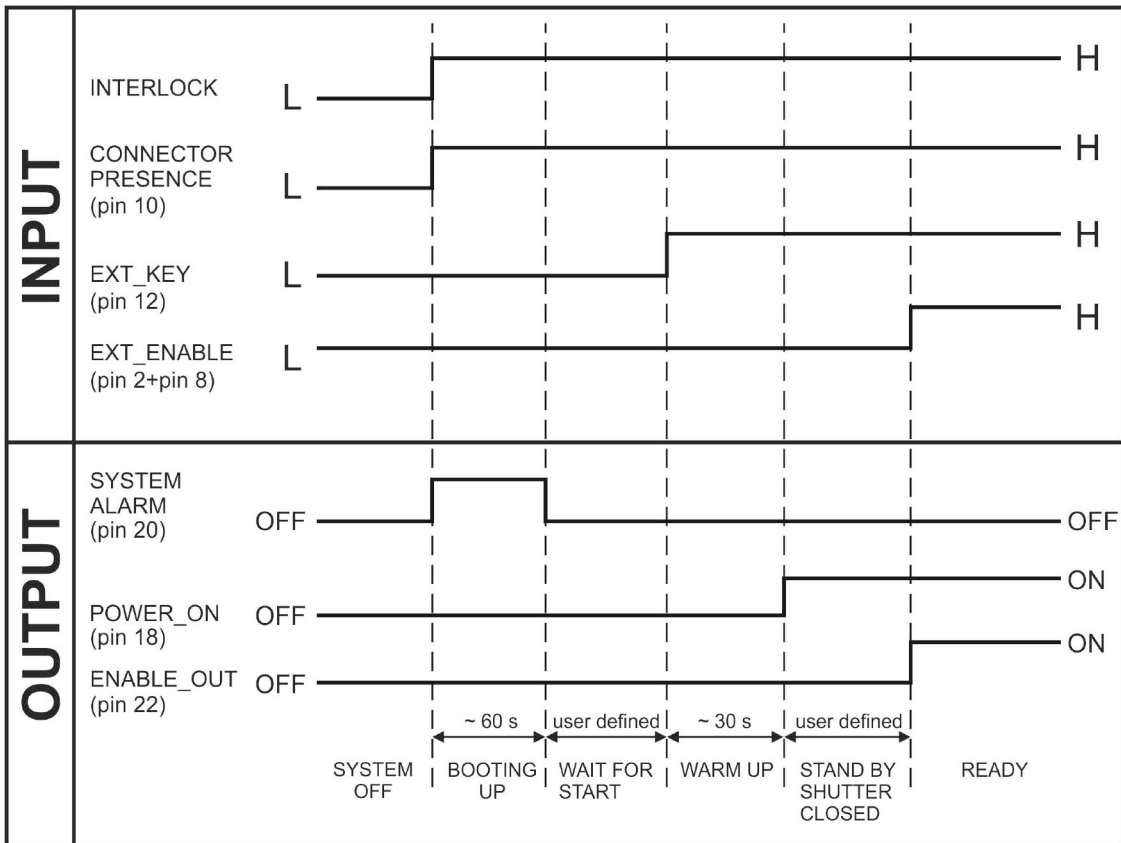 INPUT
INTERLOCK L H
CONNECTOR
PRESENCE
(pin 10)
L H
EXT_KEY
(pin 12)
L H
EXT_ENABLE
(pin 2+pin 8)
L H
OUTPUT
SYSTEM
ALARM
(pin 20)
OFF OFF
POWER_ON
(pin 18)
OFF ON
ENABLE_OUT
(pin 22)
OFF ON
~ 60 s user defined ~ 30 s user defined
SYSTEM
OFF
BOOTING
UP
WAIT FOR
START
WARM UP
STAND BY
SHUTTER
CLOSED
READY